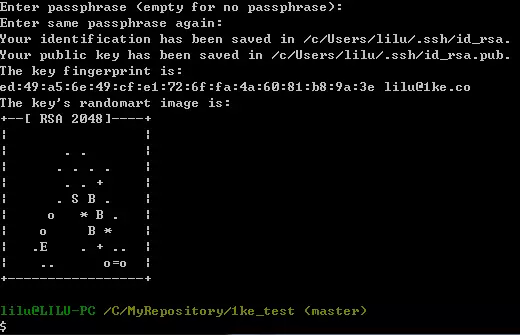 Enter passphrase (empty for no passphrase):
Enter same passphrase again:
Your identification has been saved in /c/Users/lilu/.ssh/id_rsa.
Your public key has been saved in /c/Users/lilu/.ssh/id_rsa.pub.
The key fingerprint is:
ed:49:a5:6e:49:cf:e1:72:6f:fa:4a:60:81:b8:9a:3e lilu@1ke.co
The key's randomart image is:
+--[ RSA 2048]----+
¦                 ¦
¦       . .       ¦
¦      . . . .    ¦
¦       . . +     ¦
¦      . S B .    ¦
¦     o   * B .   ¦
¦    o     B *    ¦
¦   .E    . + ..  ¦
¦    ..      o=o  ¦
+-----------------+
lilu@LILU-PC /C/MyRepository/1ke_test (master)
$